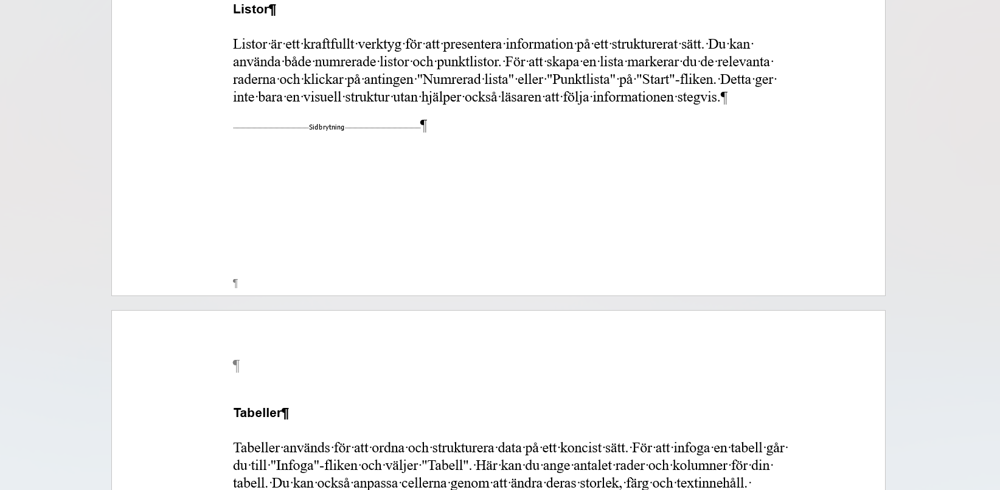 Listor¶
Listor·är·ett·kraftfullt·verktyg·för·att·presentera·information·på·ett·strukturerat·sätt.·Du·kan·
använda·både·numrerade·listor·och·punktlistor.·För·att·skapa·en·lista·markerar·du·de·relevanta·
raderna·och·klickar·på·antingen·"Numrerad·lista"·eller·"Punktlista"·på·"Start"-fliken.·Detta·ger·
inte·bara·en·visuell·struktur·utan·hjälper·också·läsaren·att·följa·informationen·stegvis.¶
Sidbrytning¶
¶
¶
Tabeller¶
Tabeller·används·för·att·ordna·och·strukturera·data·på·ett·koncist·sätt.·För·att·infoga·en·tabell·går·
du·till·"Infoga"-fliken·och·väljer·"Tabell".·Här·kan·du·ange·antalet·rader·och·kolumner·för·din·
tabell.·Du·kan·också·anpassa·cellerna·genom·att·ändra·deras·storlek,·färg·och·textinnehåll.·